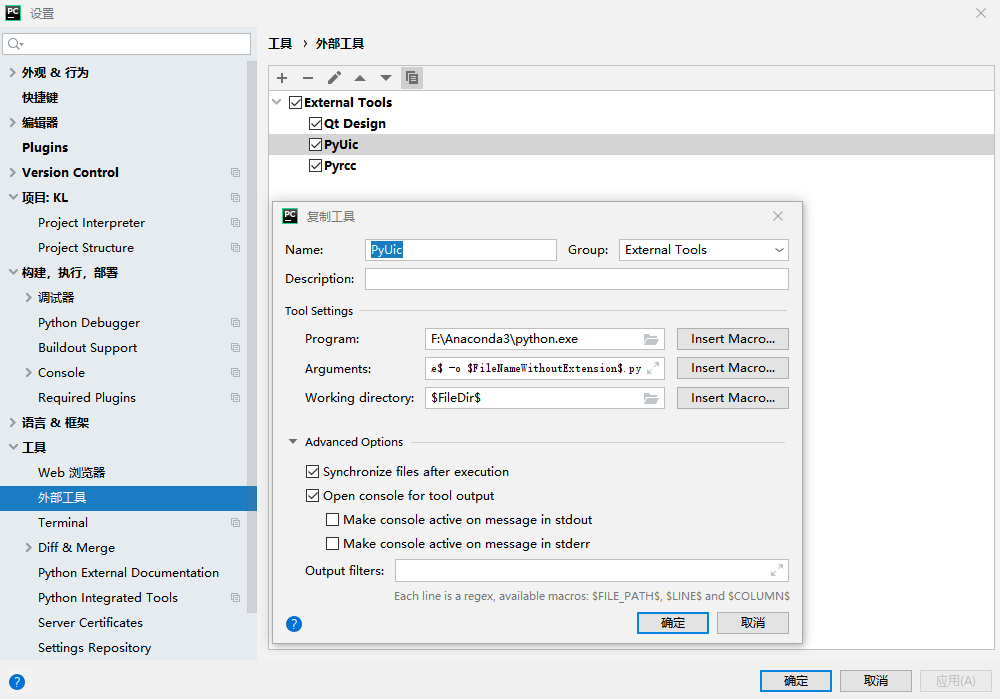 PC 设置
工具 › 外部工具
外观 & 行为
快捷键
编辑器
Plugins
Version Control
项目: KL
Project Interpreter
Project Structure
构建，执行，部署
调试器
Python Debugger
Buildout Support
Console
Required Plugins
语言 & 框架
工具
Web 浏览器
外部工具
Terminal
Diff & Merge
Python External Documentation
Python Integrated Tools
Server Certificates
Settings Repository
External Tools
Qt Design
PyUic
Pyrcc
PC 复制工具
Name: PyUic Group: External Tools
Description:
Tool Settings
Program: F:\Anaconda3\python.exe Insert Macro...
Arguments: e$ -o $FileNameWithoutExtension$.py Insert Macro...
Working directory: $FileDir$ Insert Macro...
Advanced Options
Synchronize files after execution
Open console for tool output
Make console active on message in stdout
Make console active on message in stderr
Output filters:
Each line is a regex, available macros: $FILE_PATH$, $LINE$ and $COLUMN$
? 确定 取消
? 确定 取消 应用(A)